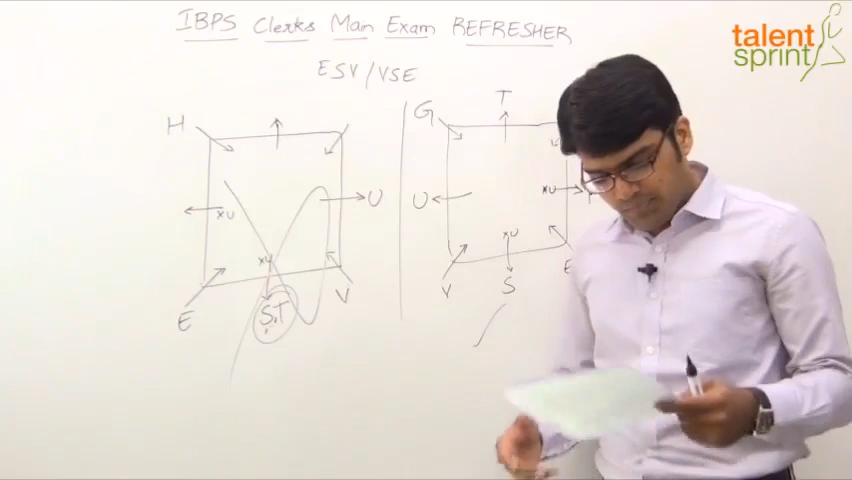 IBPS Clerks Main Exam REFRESHER
talent
sprint
ESV/VSE
H
U
xU
xU
E
S.T
V
G
T
U
xU
xU
V
S
E